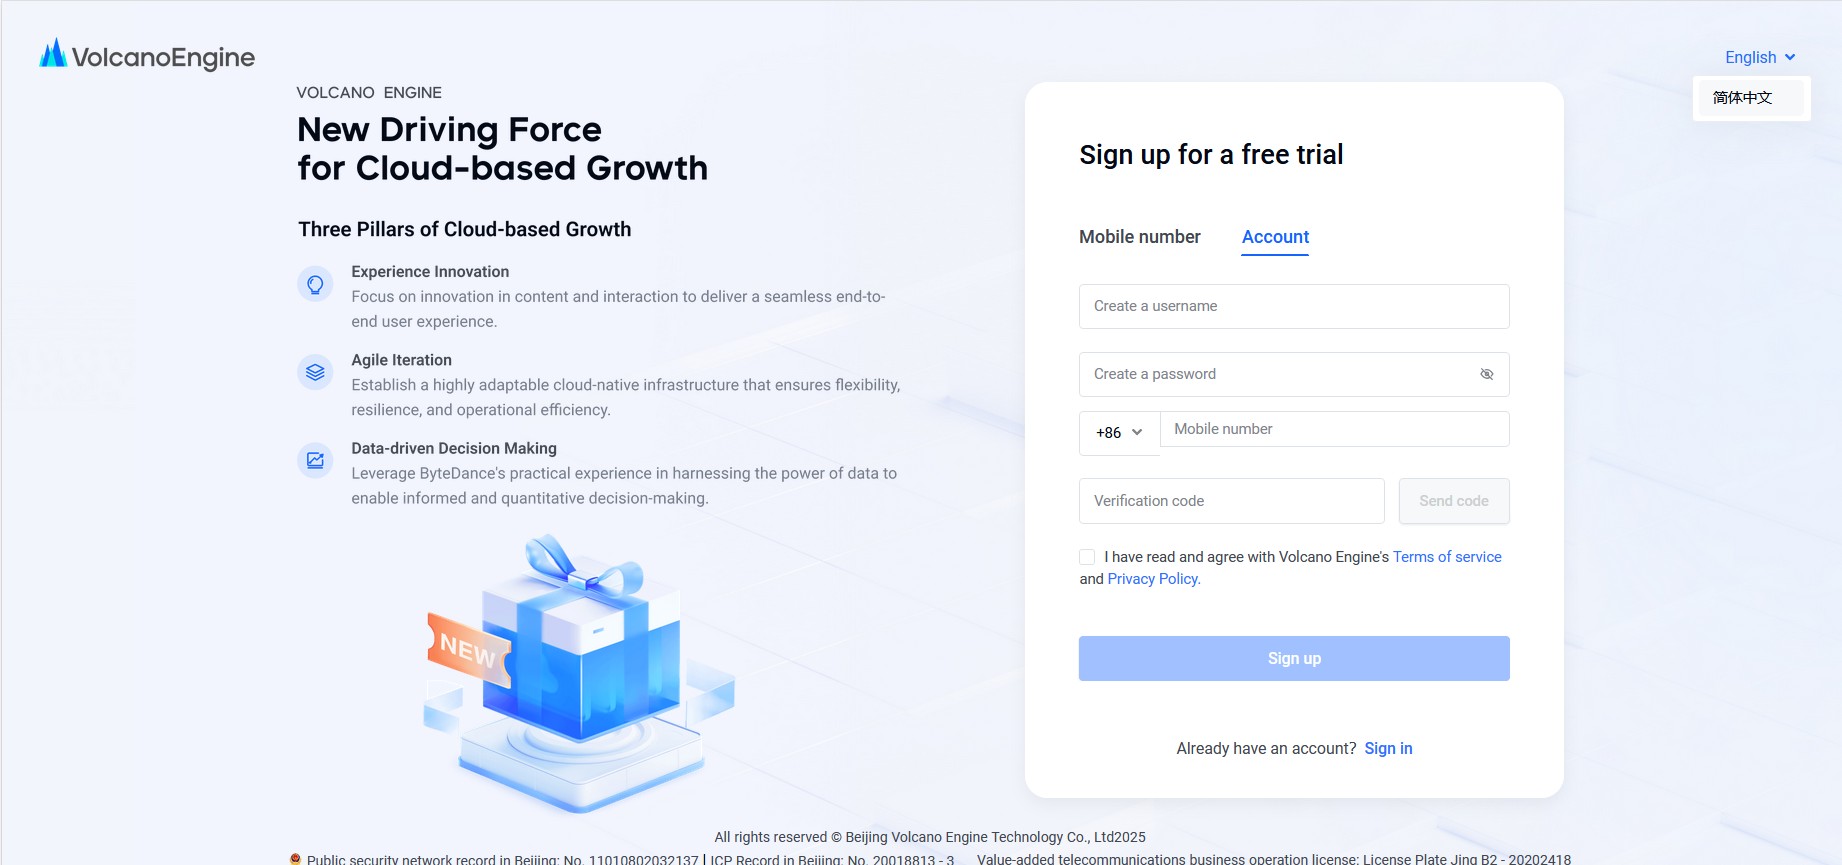 VolcanoEngine
English
简体中文
VOLCANO ENGINE
New Driving Force
for Cloud-based Growth
Three Pillars of Cloud-based Growth
Experience Innovation
Focus on innovation in content and interaction to deliver a seamless end-to-
end user experience.
Agile Iteration
Establish a highly adaptable cloud-native infrastructure that ensures flexibility,
resilience, and operational efficiency.
Data-driven Decision Making
Leverage ByteDance's practical experience in harnessing the power of data to
enable informed and quantitative decision-making.
NEW
Sign up for a free trial
Mobile number Account
Create a username
Create a password
+86 Mobile number
Verification code Send code
I have read and agree with Volcano Engine's Terms of service
and Privacy Policy.
Sign up
Already have an account? Sign in
All rights reserved © Beijing Volcano Engine Technology Co., Ltd2025
Public security network record in Beijing: No. 11010802032137 | ICP Record in Beijing: No. 20018813 - 3 Value-added telecommunications business operation license: License Plate Jing B2 - 20202418